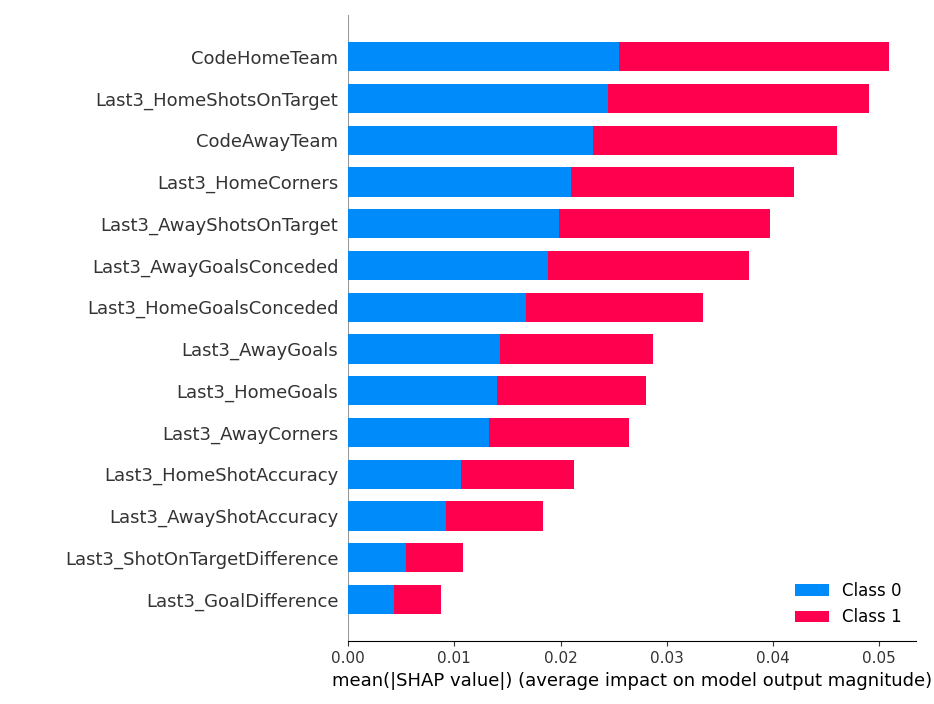 CodeHomeTeam
Last3_HomeShotsOnTarget
CodeAwayTeam
Last3_HomeCorners
Last3_AwayShotsOnTarget
Last3_AwayGoalsConceded
Last3_HomeGoalsConceded
Last3_AwayGoals
Last3_HomeGoals
Last3_AwayCorners
Last3_HomeShotAccuracy
Last3_AwayShotAccuracy
Last3_ShotOnTargetDifference
Last3_GoalDifference
Class 0
Class 1
0.00 0.01 0.02 0.03 0.04 0.05
mean(|SHAP value|) (average impact on model output magnitude)